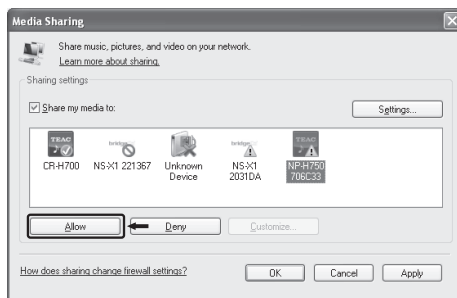 Media Sharing
Share music, pictures, and video on your network.
Learn more about sharing.
Sharing settings
Share my media to:
Settings...
TEAC
bridge
bridge
TEAC
CR-H700
NS-X1 221367
Unknown Device
NS-X1 2031DA
NP-H750 706C33
Allow
Deny
Customize...
How does sharing change firewall settings?
OK
Cancel
Apply